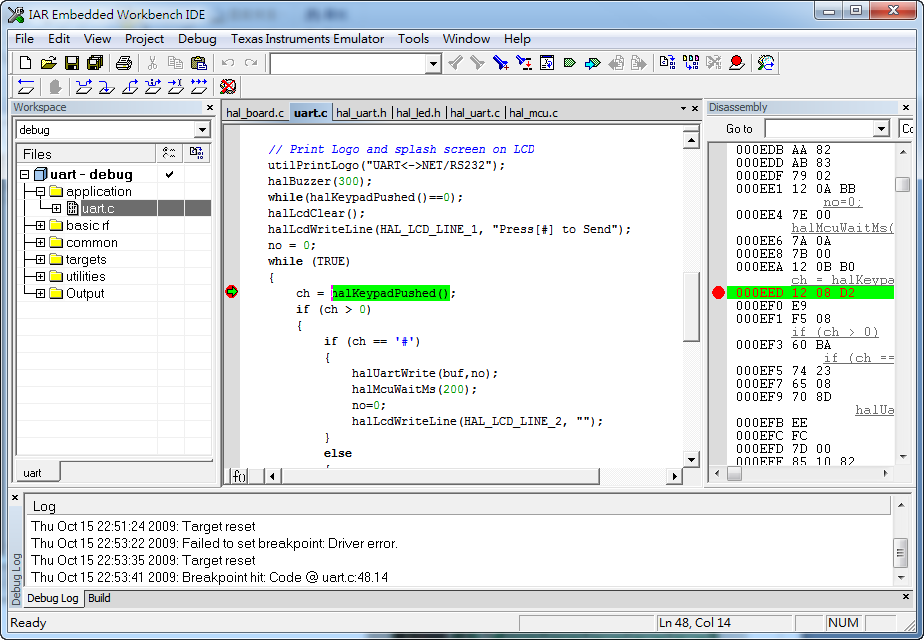 IAR Embedded Workbench IDE
File Edit View Project Debug Texas Instruments Emulator Tools Window Help
Workspace
debug
Files
uart - debug
application
uart.c
basic rf
common
targets
utilities
Output
uart
hal_board.c uart.c hal_uart.h hal_led.h hal_uart.c hal_mcu.c
// Print Logo and splash screen on LCD
utilPrintLogo("UART<->NET/RS232");
halBuzzer(300);
while(halKeypadPushed()==0);
halLcdClear();
halLcdWriteLine(HAL_LCD_LINE_1, "Press[#] to Send");
no = 0;
while (TRUE)
{
ch = halKeypadPushed();
if (ch > 0)
{
if (ch == '#')
{
halUartWrite(buf,no);
halMcuWaitMs(200);
no=0;
halLcdWriteLine(HAL_LCD_LINE_2, "");
}
else
f()
Disassembly
Go to
Co
000EDB AA 82
000EDD AB 83
000EDF 79 02
000EE1 12 0A BB
no=0;
000EE4 7E 00
halMcuWaitMs(
000EE6 7A 0A
000EE8 7B 00
000EEA 12 0B B0
ch = halKeypa
000EED 12 08 D2
000EF0 E9
000EF1 F5 08
if (ch > 0)
000EF3 60 BA
if (ch ==
000EF5 74 23
000EF7 65 08
000EF9 70 8D
halUa
000EFB EE
000EFC FC
000EFD 7D 00
000EFF 85 10 82
Log
Thu Oct 15 22:51:24 2009: Target reset
Thu Oct 15 22:53:22 2009: Failed to set breakpoint: Driver error.
Thu Oct 15 22:53:35 2009: Target reset
Thu Oct 15 22:53:41 2009: Breakpoint hit: Code @ uart.c:48.14
Debug Log
Debug Log Build
Ready
Ln 48, Col 14
NUM